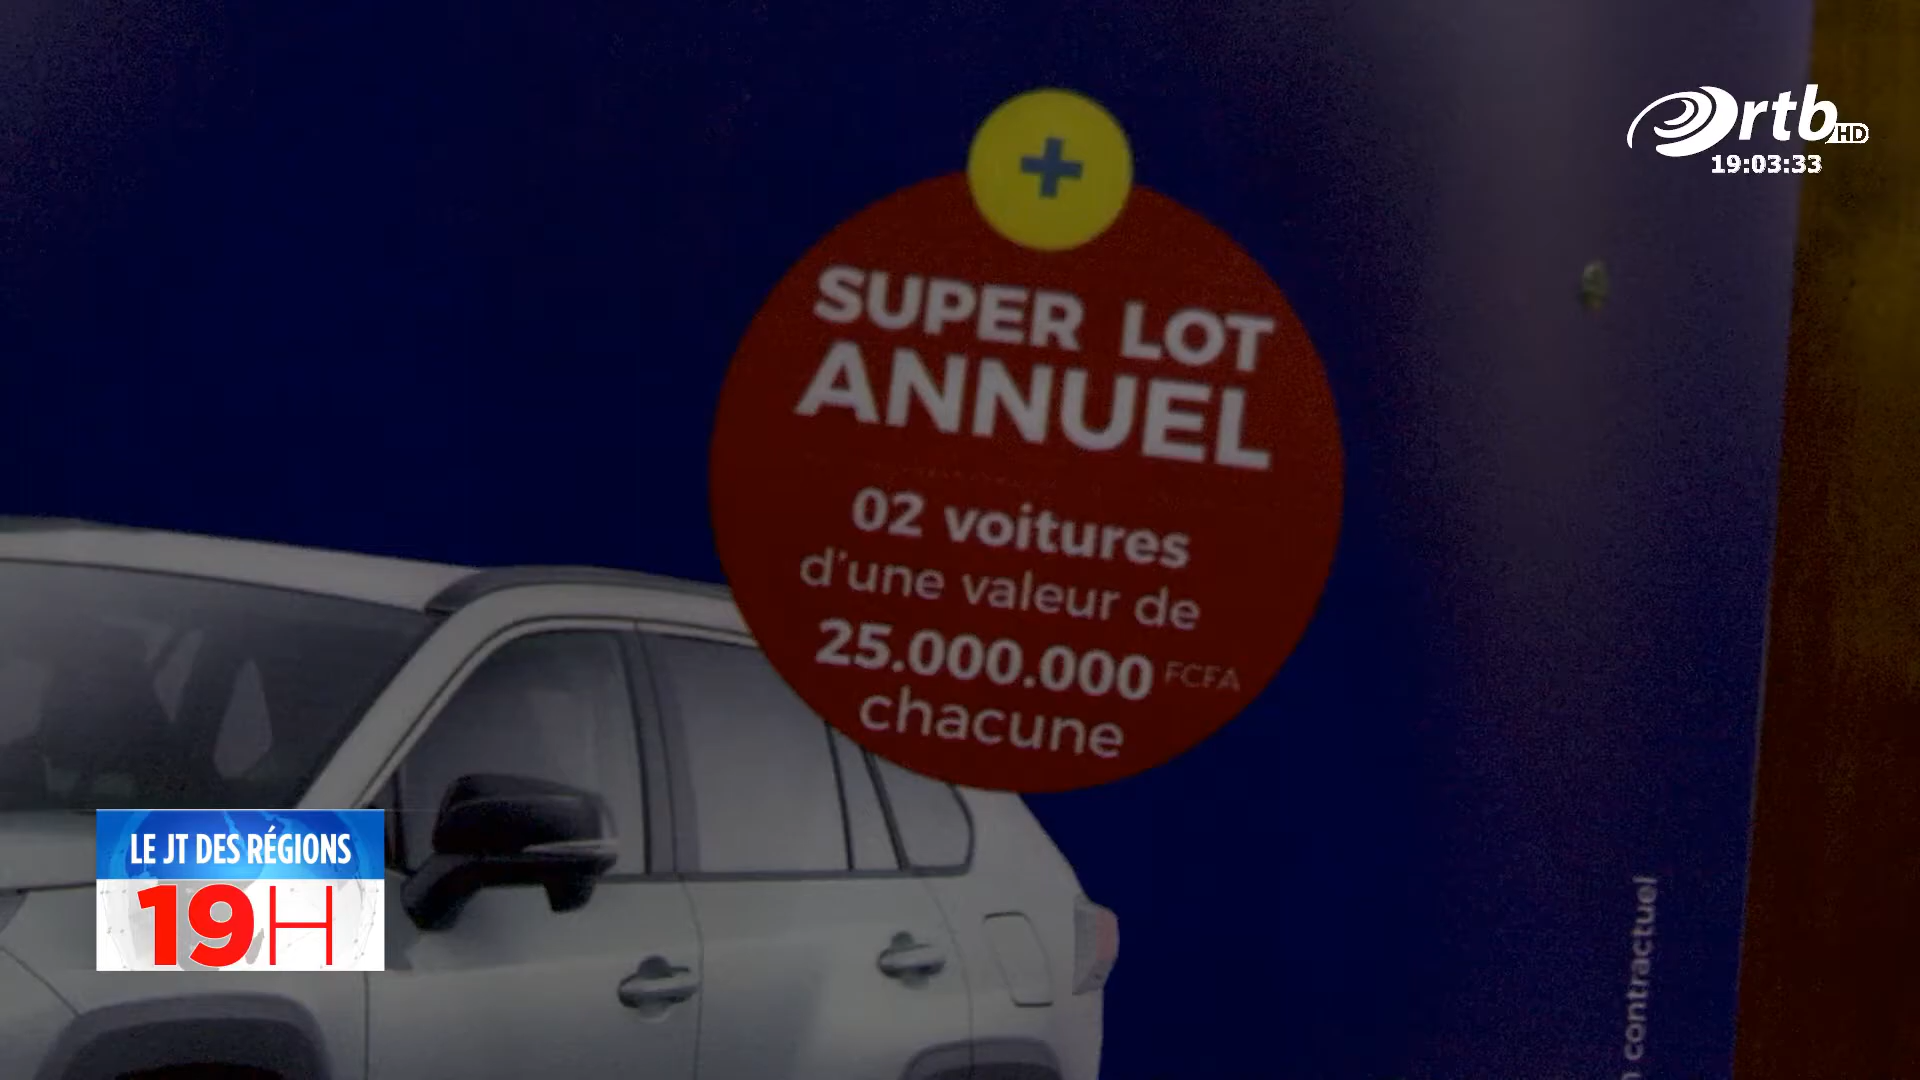 rtb HD
19:03:33
+
SUPER LOT
ANNUEL
02 voitures
d'une valeur de
25.000.000 FCFA
chacune
LE JT DES RÉGIONS
19H
contractuel